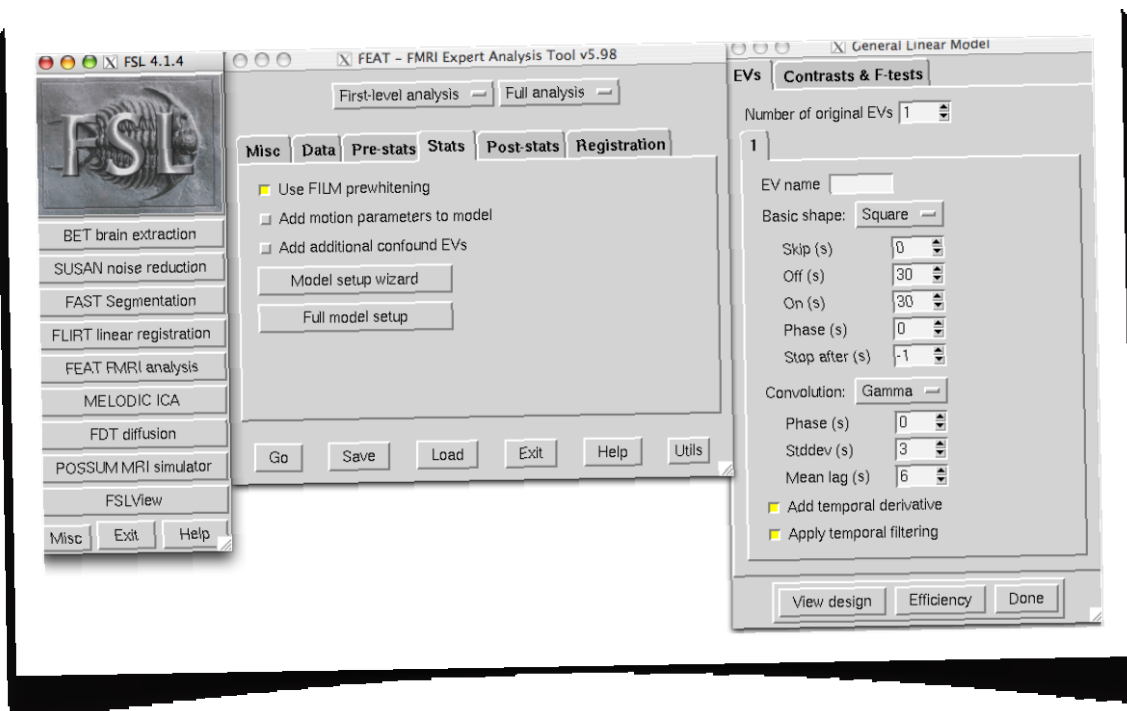 FSL 4.1.4
FSL
BET brain extraction
SUSAN noise reduction
FAST Segmentation
FLIRT linear registration
FEAT FMRI analysis
MELODIC ICA
FDT diffusion
POSSUM MRI simulator
FSLView
Misc Exit Help
FEAT - FMRI Expert Analysis Tool v5.98
First-level analysis Full analysis
Misc Data Pre-stats Stats Post-stats Registration
Use FILM prewhitening
Add motion parameters to model
Add additional confound EVs
Model setup wizard
Full model setup
Go Save Load Exit Help Utils
General Linear Model
EVs Contrasts & F-tests
Number of original EVs 1
1
EV name
Basic shape: Square
Skip (s) 0
Off (s) 30
On (s) 30
Phase (s) 0
Stop after (s) -1
Convolution: Gamma
Phase (s) 0
Stddev (s) 3
Mean lag (s) 6
Add temporal derivative
Apply temporal filtering
View design Efficiency Done